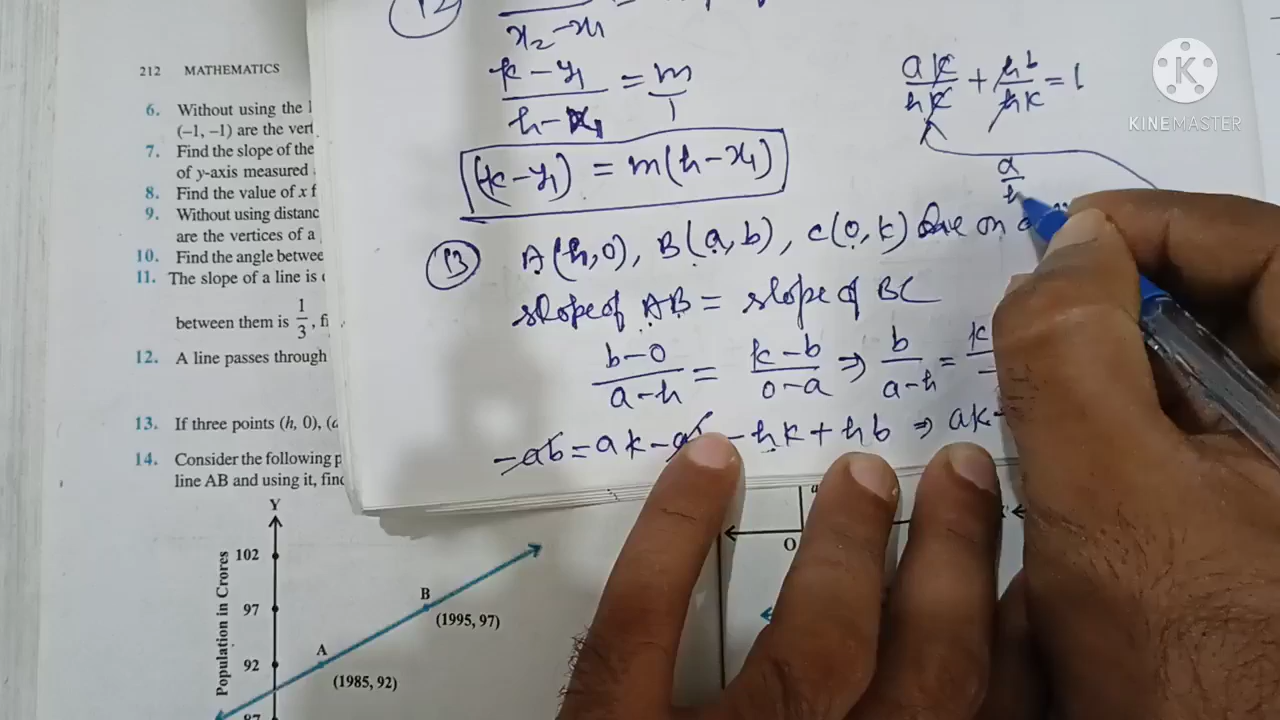 12
x₂-x₁
k-y₁/h-x₁ = m/1
(k-y₁) = m(h-x₁)
ak/hk + hb/hk = 1
a/h
13 A(h,0), B(a,b), C(0,k) are on a
slope of AB = slope of BC
b-0/a-h = k-b/0-a ⇒ b/a-h = k
-ab = ak-ab-hk+hb ⇒ ak
KINEMASTER
212 MATHEMATICS
6. Without using the
(–1, –1) are the vert
7. Find the slope of the
of y-axis measured
8. Find the value of x f
9. Without using distanc
are the vertices of a
10. Find the angle betwee
11. The slope of a line is
between them is 1/3, fi
12. A line passes through
13. If three points (h, 0), (a
14. Consider the following p
line AB and using it, find
Y
Population in Crores
102
97
92
B
(1995, 97)
A
(1985, 92)
O